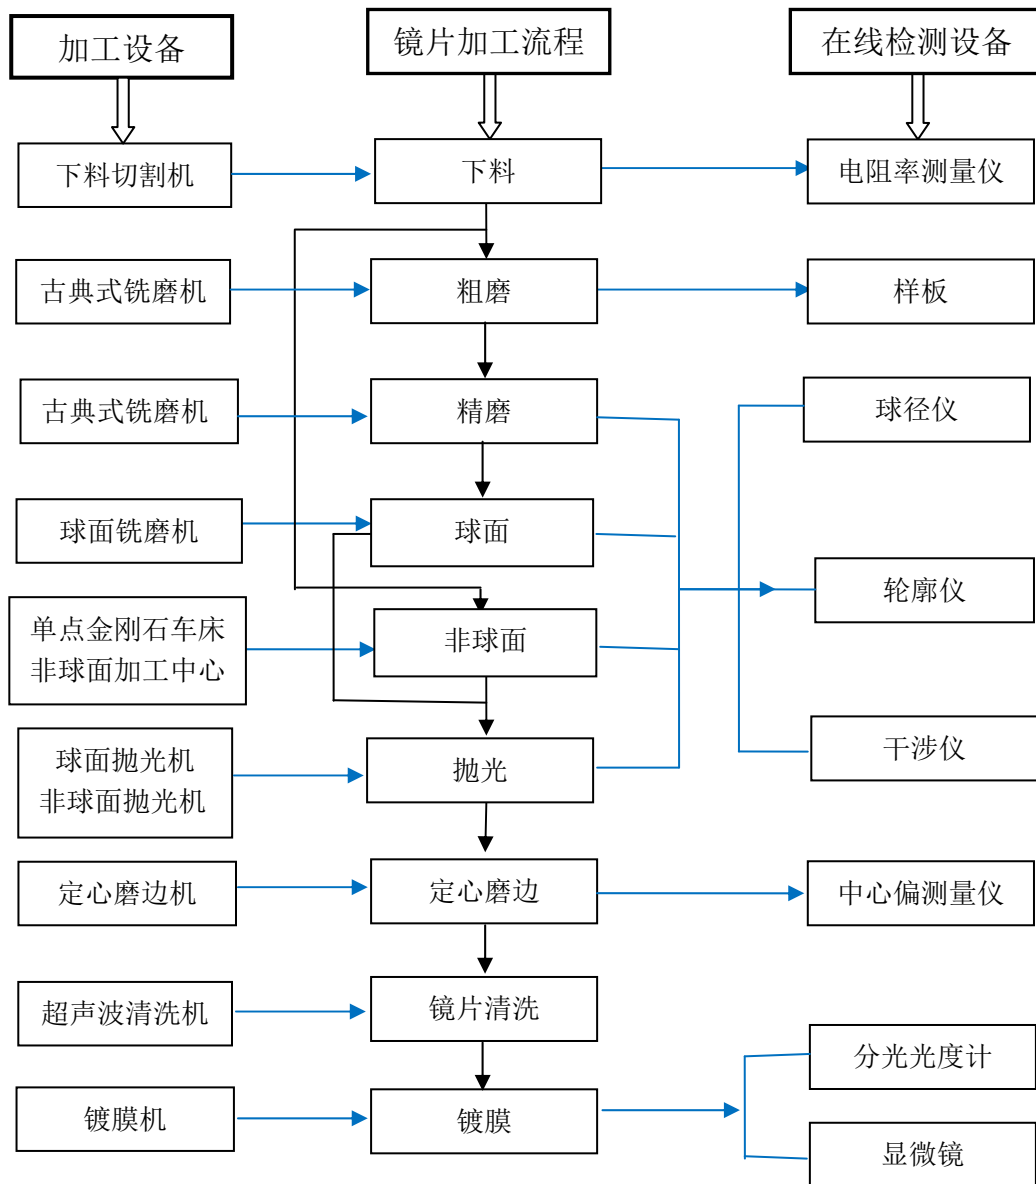 加工设备
镜片加工流程
在线检测设备
下料切割机
下料
电阻率测量仪
古典式铣磨机
粗磨
样板
古典式铣磨机
精磨
球径仪
球面铣磨机
球面
轮廓仪
单点金刚石车床
非球面加工中心
非球面
球面抛光机
非球面抛光机
抛光
干涉仪
定心磨边机
定心磨边
中心偏测量仪
超声波清洗机
镜片清洗
分光光度计
镀膜机
镀膜
显微镜